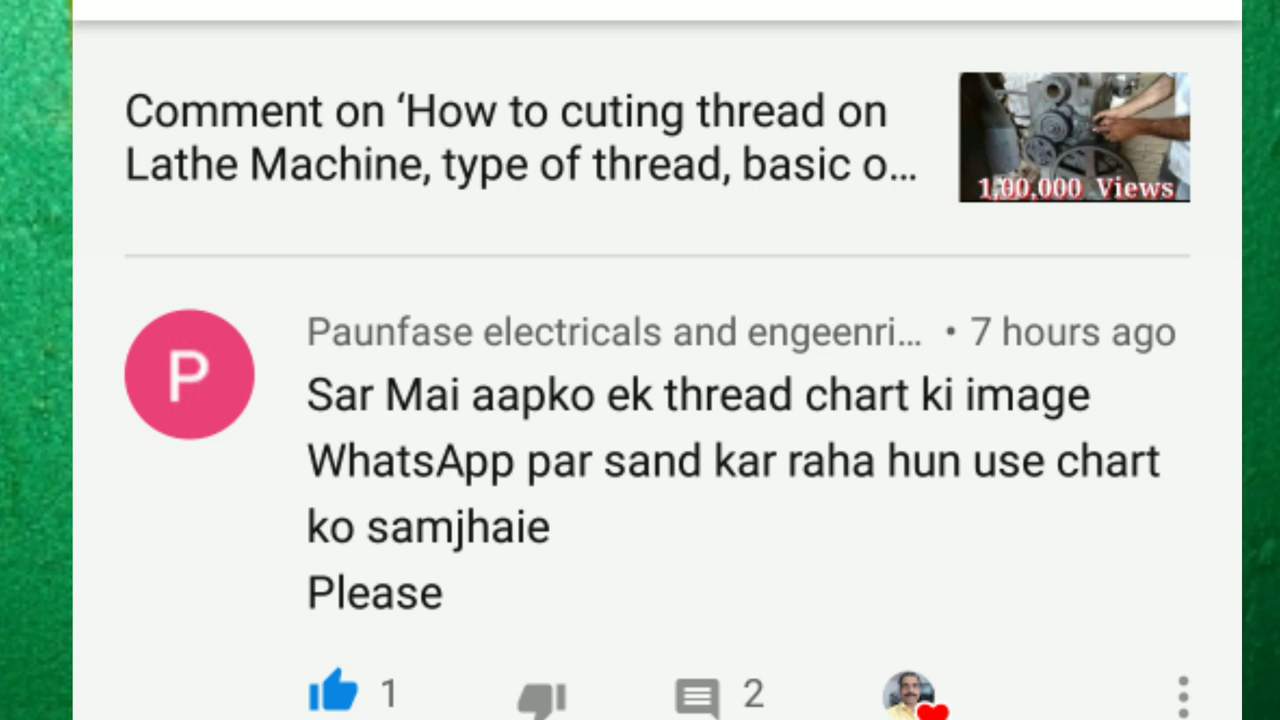 Comment on ‘How to cuting thread on
Lathe Machine, type of thread, basic o...
1,00,000 Views
P
Paunfase electricals and engeenri... • 7 hours ago
Sar Mai aapko ek thread chart ki image
WhatsApp par sand kar raha hun use chart
ko samjhaie
Please
1 2